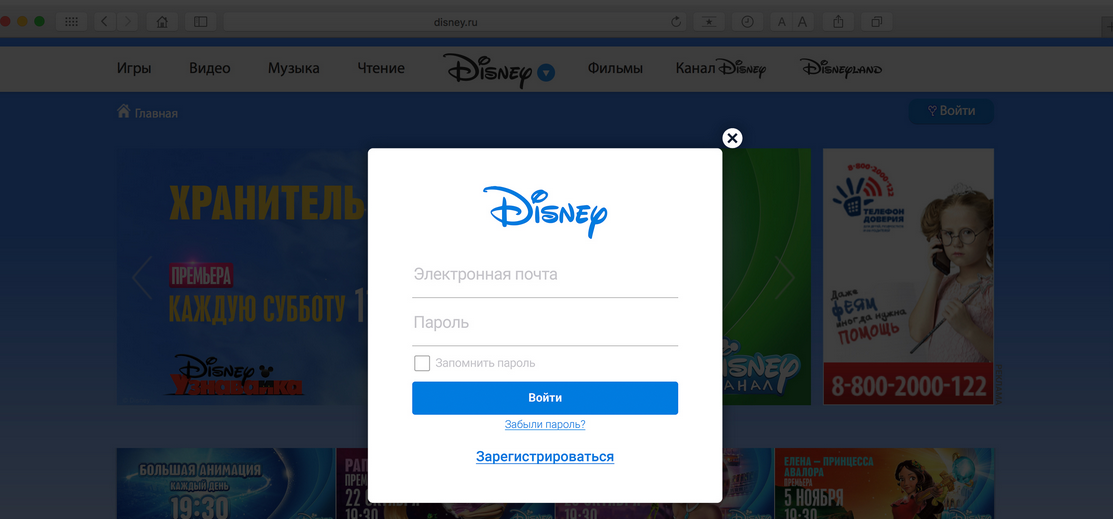 disney.ru
A A
Игры Видео Музыка Чтение Disney Фильмы Канал Disney Disneyland
Главная
Войти
ХРАНИТЕЛЬ
ПРЕМЬЕРА
КАЖДУЮ СУББОТУ
Disney
Узнавайка
Disney
Электронная почта
Пароль
Запомнить пароль
Войти
Забыли пароль?
Зарегистрироваться
Disney
КАНАЛ
8-800-2000-122
ТЕЛЕФОН
ДОВЕРИЯ
Даже
ФЕЯМ
иногда нужна
ПОМОЩЬ
8-800-2000-122
БОЛЬШАЯ АНИМАЦИЯ
КАЖДЫЙ ДЕНЬ
19:30
22
19:30
19:30
ЕЛЕНА – ПРИНЦЕССА
АВАЛОРА
ПРЕМЬЕРА
5 НОЯБРЯ
19:30